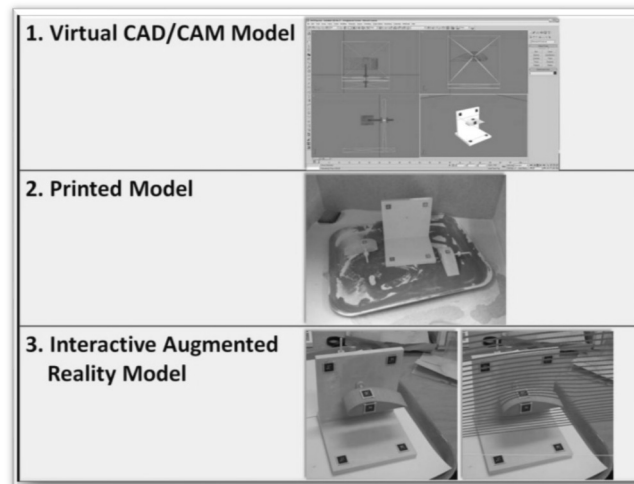 1. Virtual CAD/CAM Model
2. Printed Model
3. Interactive Augmented
Reality Model